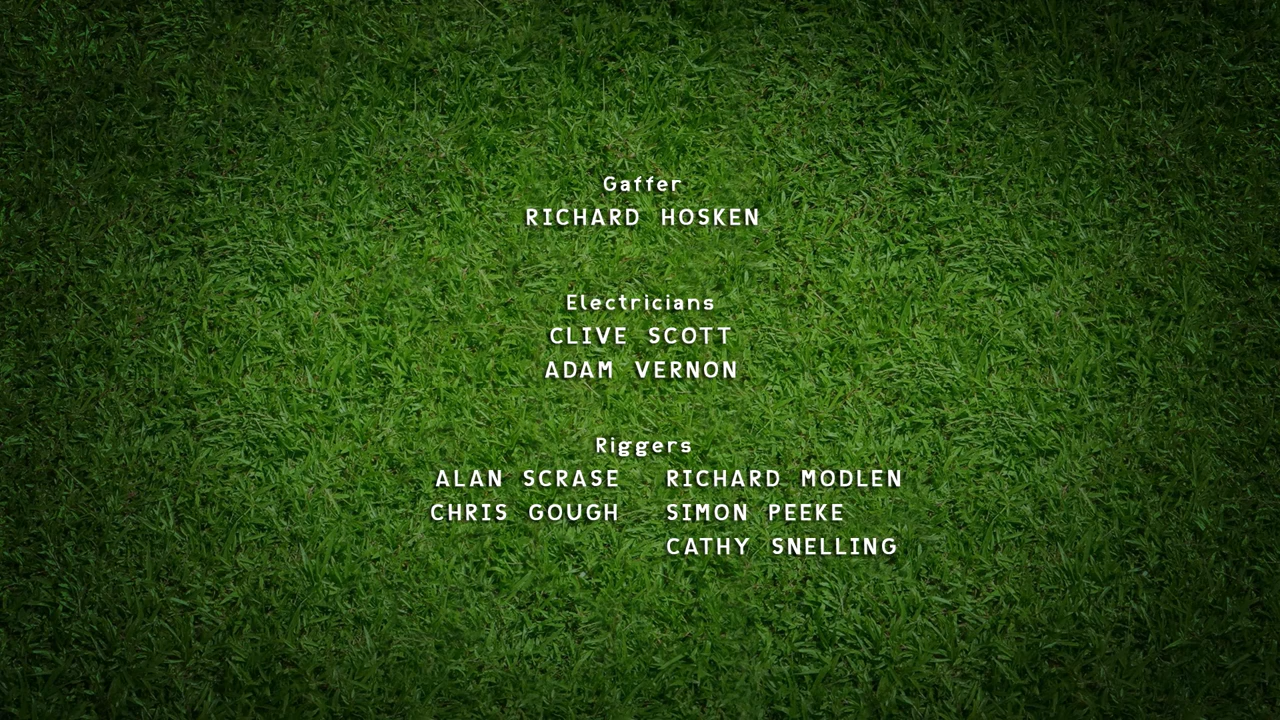 Gaffer
RICHARD HOSKEN
Electricians
CLIVE SCOTT
ADAM VERNON
Riggers
ALAN SCRASE RICHARD MODLEN
CHRIS GOUGH SIMON PEEKE
CATHY SNELLING